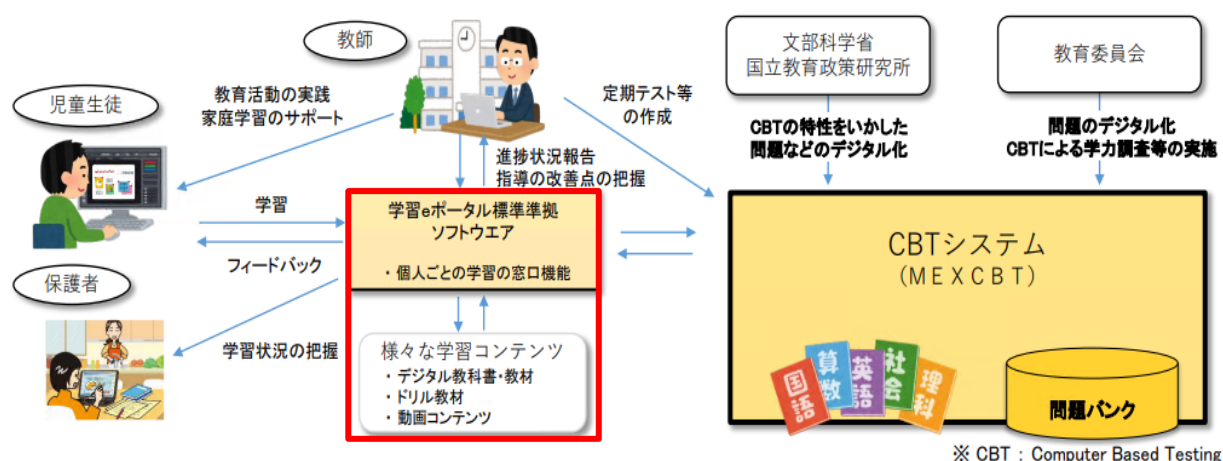 教師
文部科学省
国立教育政策研究所
教育委員会
児童生徒
教育活動の実践
家庭学習のサポート
定期テスト等
の作成
CBTの特性をいかした
問題などのデジタル化
問題のデジタル化
CBTによる学力調査等の実施
進捗状況報告
指導の改善点の把握
学習
学習eポータル標準準拠
ソフトウエア
・個人ごとの学習の窓口機能
フィードバック
CBTシステム
(MEXCBT)
保護者
学習状況の把握
様々な学習コンテンツ
・デジタル教科書・教材
・ドリル教材
・動画コンテンツ
国語
算数
英語
社会
理科
問題バンク
※ CBT : Computer Based Testing